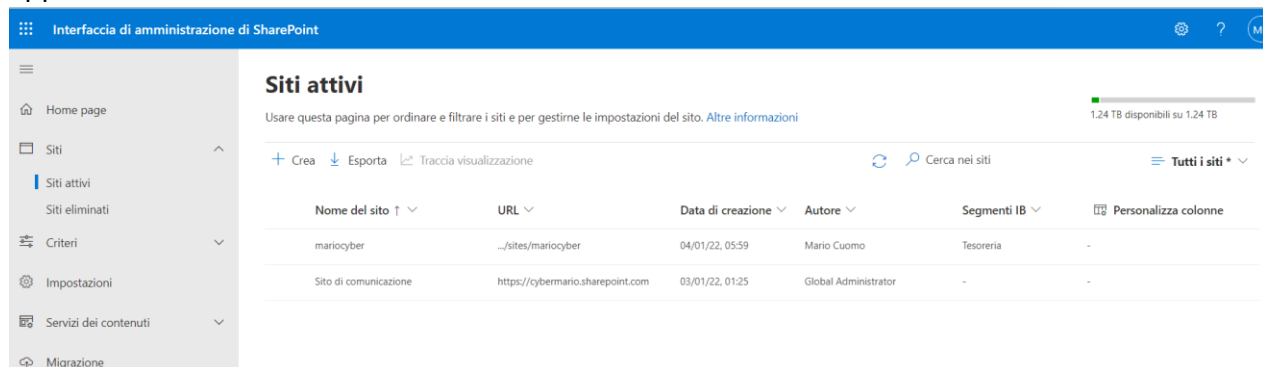 Interfaccia di amministrazione di SharePoint ?
Home page
Siti
Siti attivi
Siti eliminati
Criteri
Impostazioni
Servizi dei contenuti
Migrazione
Siti attivi
Usare questa pagina per ordinare e filtrare i siti e per gestirne le impostazioni del sito. Altre informazioni
1.24 TB disponibili su 1.24 TB
+ Crea Esporta Traccia visualizzazione Cerca nei siti Tutti i siti *
Nome del sito ↑ URL Data di creazione Autore Segmenti IB Personalizza colonne
mariocyber .../sites/mariocyber 04/01/22, 05:59 Mario Cuomo Tesoreria -
Sito di comunicazione https://cybermario.sharepoint.com 03/01/22, 01:25 Global Administrator - -